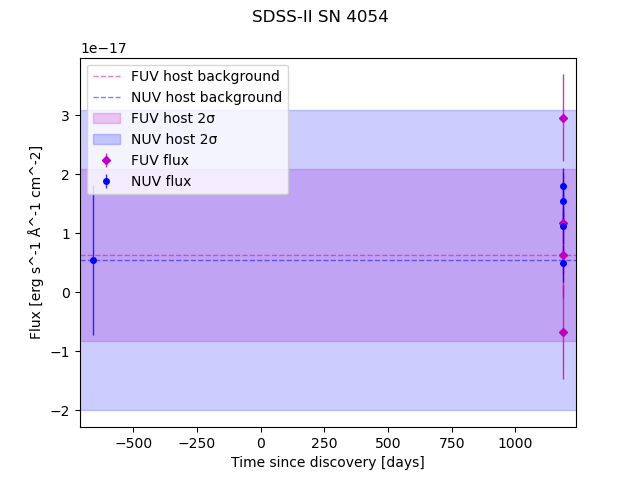 SDSS-II SN 4054
1e−17
FUV host background
NUV host background
FUV host 2σ
NUV host 2σ
FUV flux
NUV flux
3
2
1
0
−1
−2
Flux [erg s^-1 Å^-1 cm^-2]
−500 −250 0 250 500 750 1000
Time since discovery [days]